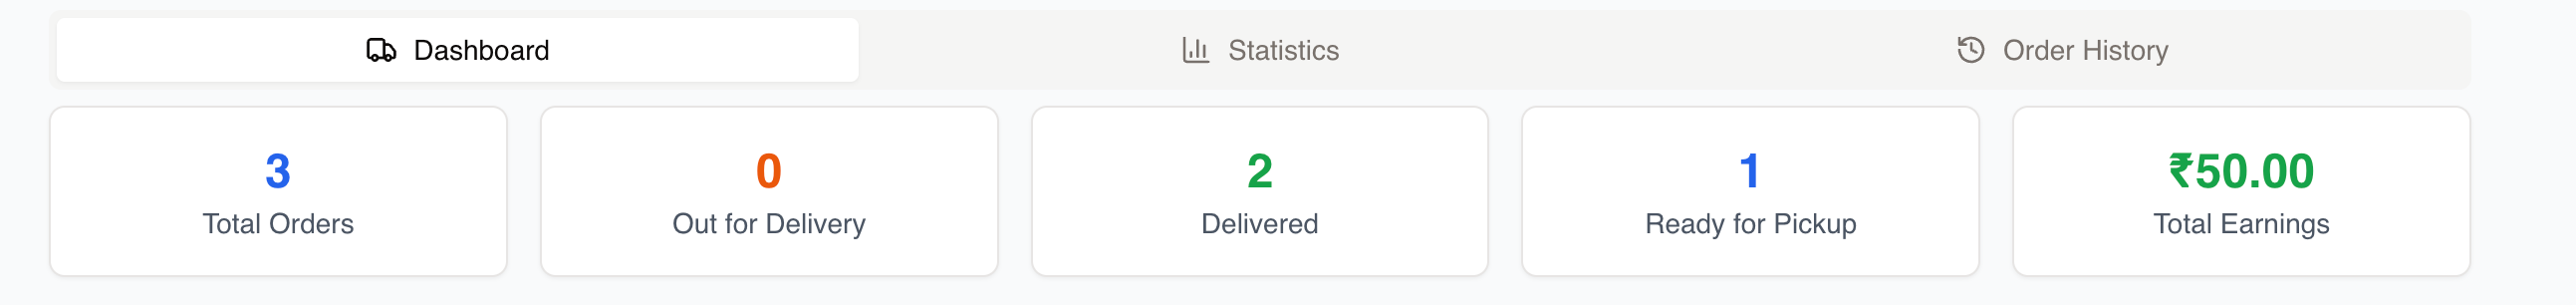 Dashboard
Statistics
Order History
3
Total Orders
0
Out for Delivery
2
Delivered
1
Ready for Pickup
₹50.00
Total Earnings